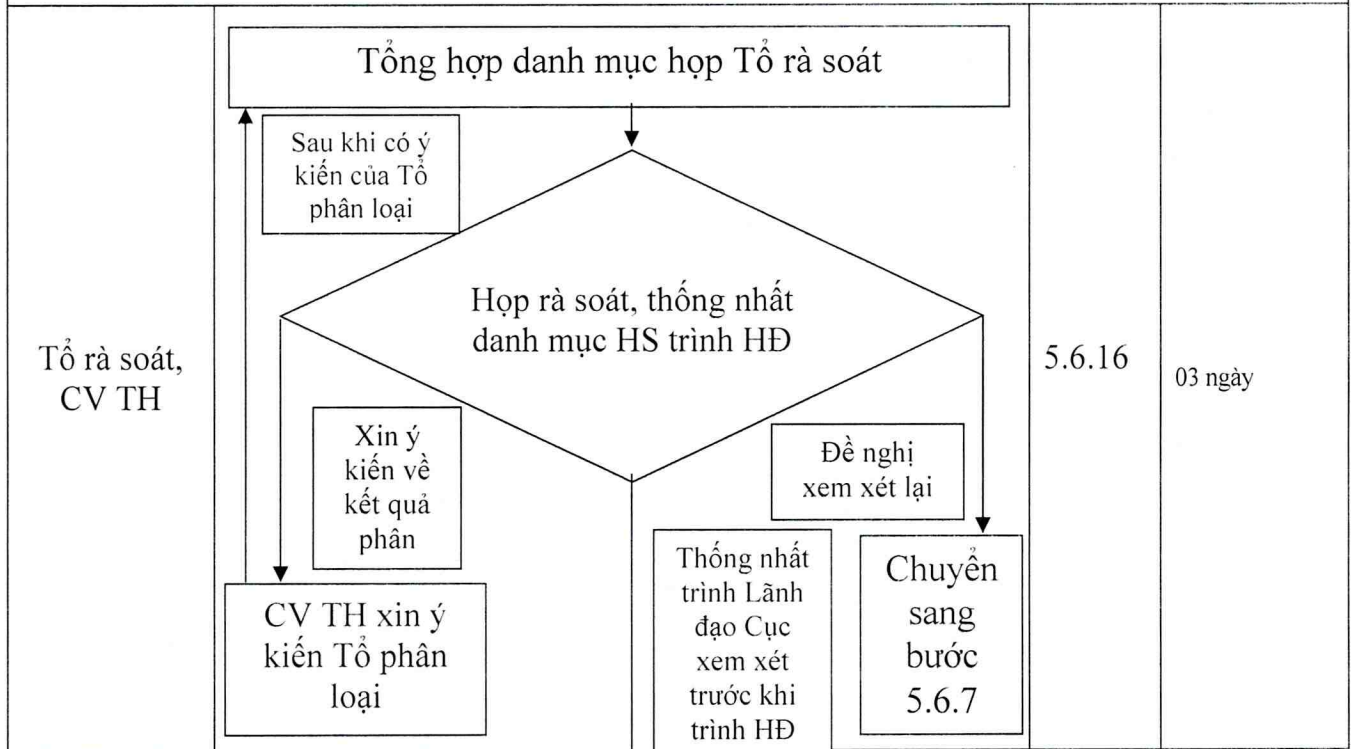 Tổng hợp danh mục họp Tổ rà soát
Sau khi có ý
kiến của Tổ
phân loại
Họp rà soát, thống nhất
danh mục HS trình HĐ
Tổ rà soát,
CV TH
5.6.16
03 ngày
Xin ý
kiến về
kết quả
phân
Đề nghị
xem xét lại
CV TH xin ý
kiến Tổ phân
loại
Thống nhất
trình Lãnh
đạo Cục
xem xét
trước khi
trình HĐ
Chuyển
sang
bước
5.6.7